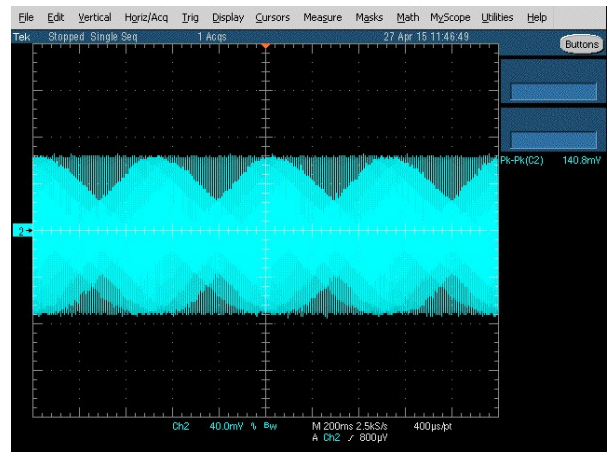 File Edit Vertical Horiz/Acq Trig Display Cursors Measure Masks Math MyScope Utilities Help
Tek Stopped Single Seq 1 Acqs 27 Apr 15 11:46:49 Buttons
Pk-Pk(C2) 140.8mV
2
Ch2 40.0mV % Bw M 200ms 2.5kS/s 400µs/pt
A Ch2 ⁄ 800µV